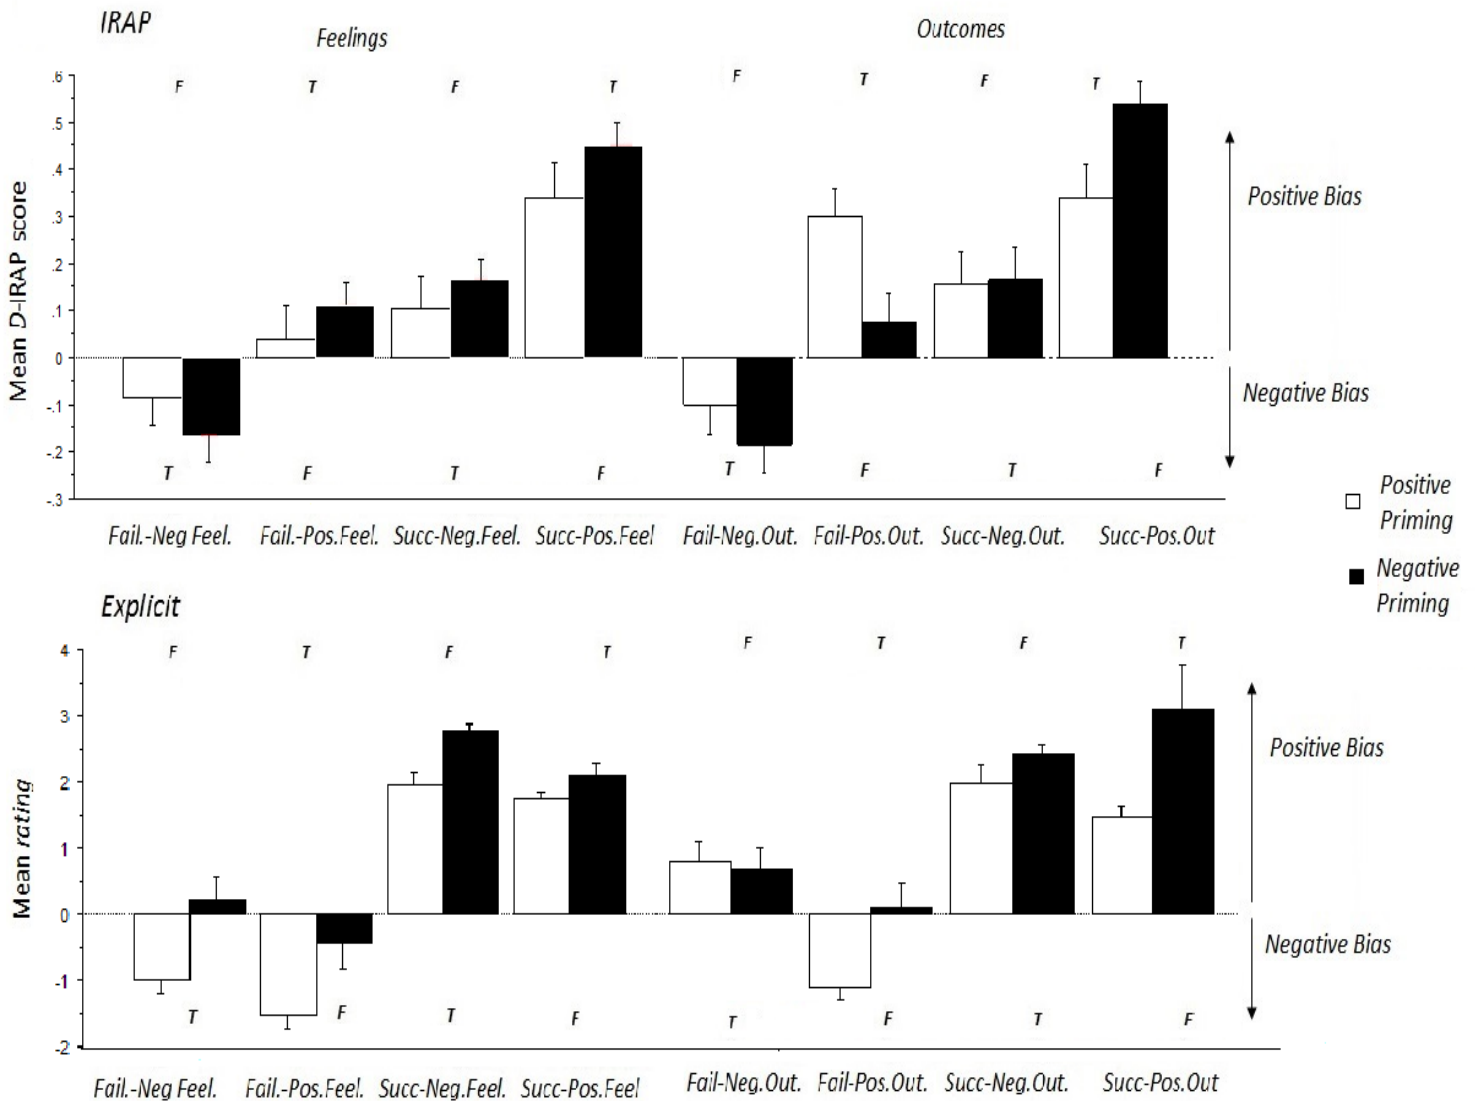 IRAP
Feelings
Outcomes
F T F T F T F T
.6
.5
.4
.3
.2
.1
0
-.1
-.2
-.3
Mean D-IRAP score
Positive Bias
Negative Bias
T F T F T F T F
Fail.-Neg Feel. Fail.-Pos.Feel. Succ-Neg.Feel. Succ-Pos.Feel Fail-Neg.Out. Fail-Pos.Out. Succ-Neg.Out. Succ-Pos.Out
Positive
Priming
Negative
Priming
Explicit
F T F T F T F T
4
3
2
1
0
-1
-2
Mean rating
Positive Bias
Negative Bias
T F T F T F T F
Fail.-Neg Feel. Fail.-Pos.Feel. Succ-Neg.Feel. Succ-Pos.Feel Fail-Neg.Out. Fail-Pos.Out. Succ-Neg.Out. Succ-Pos.Out